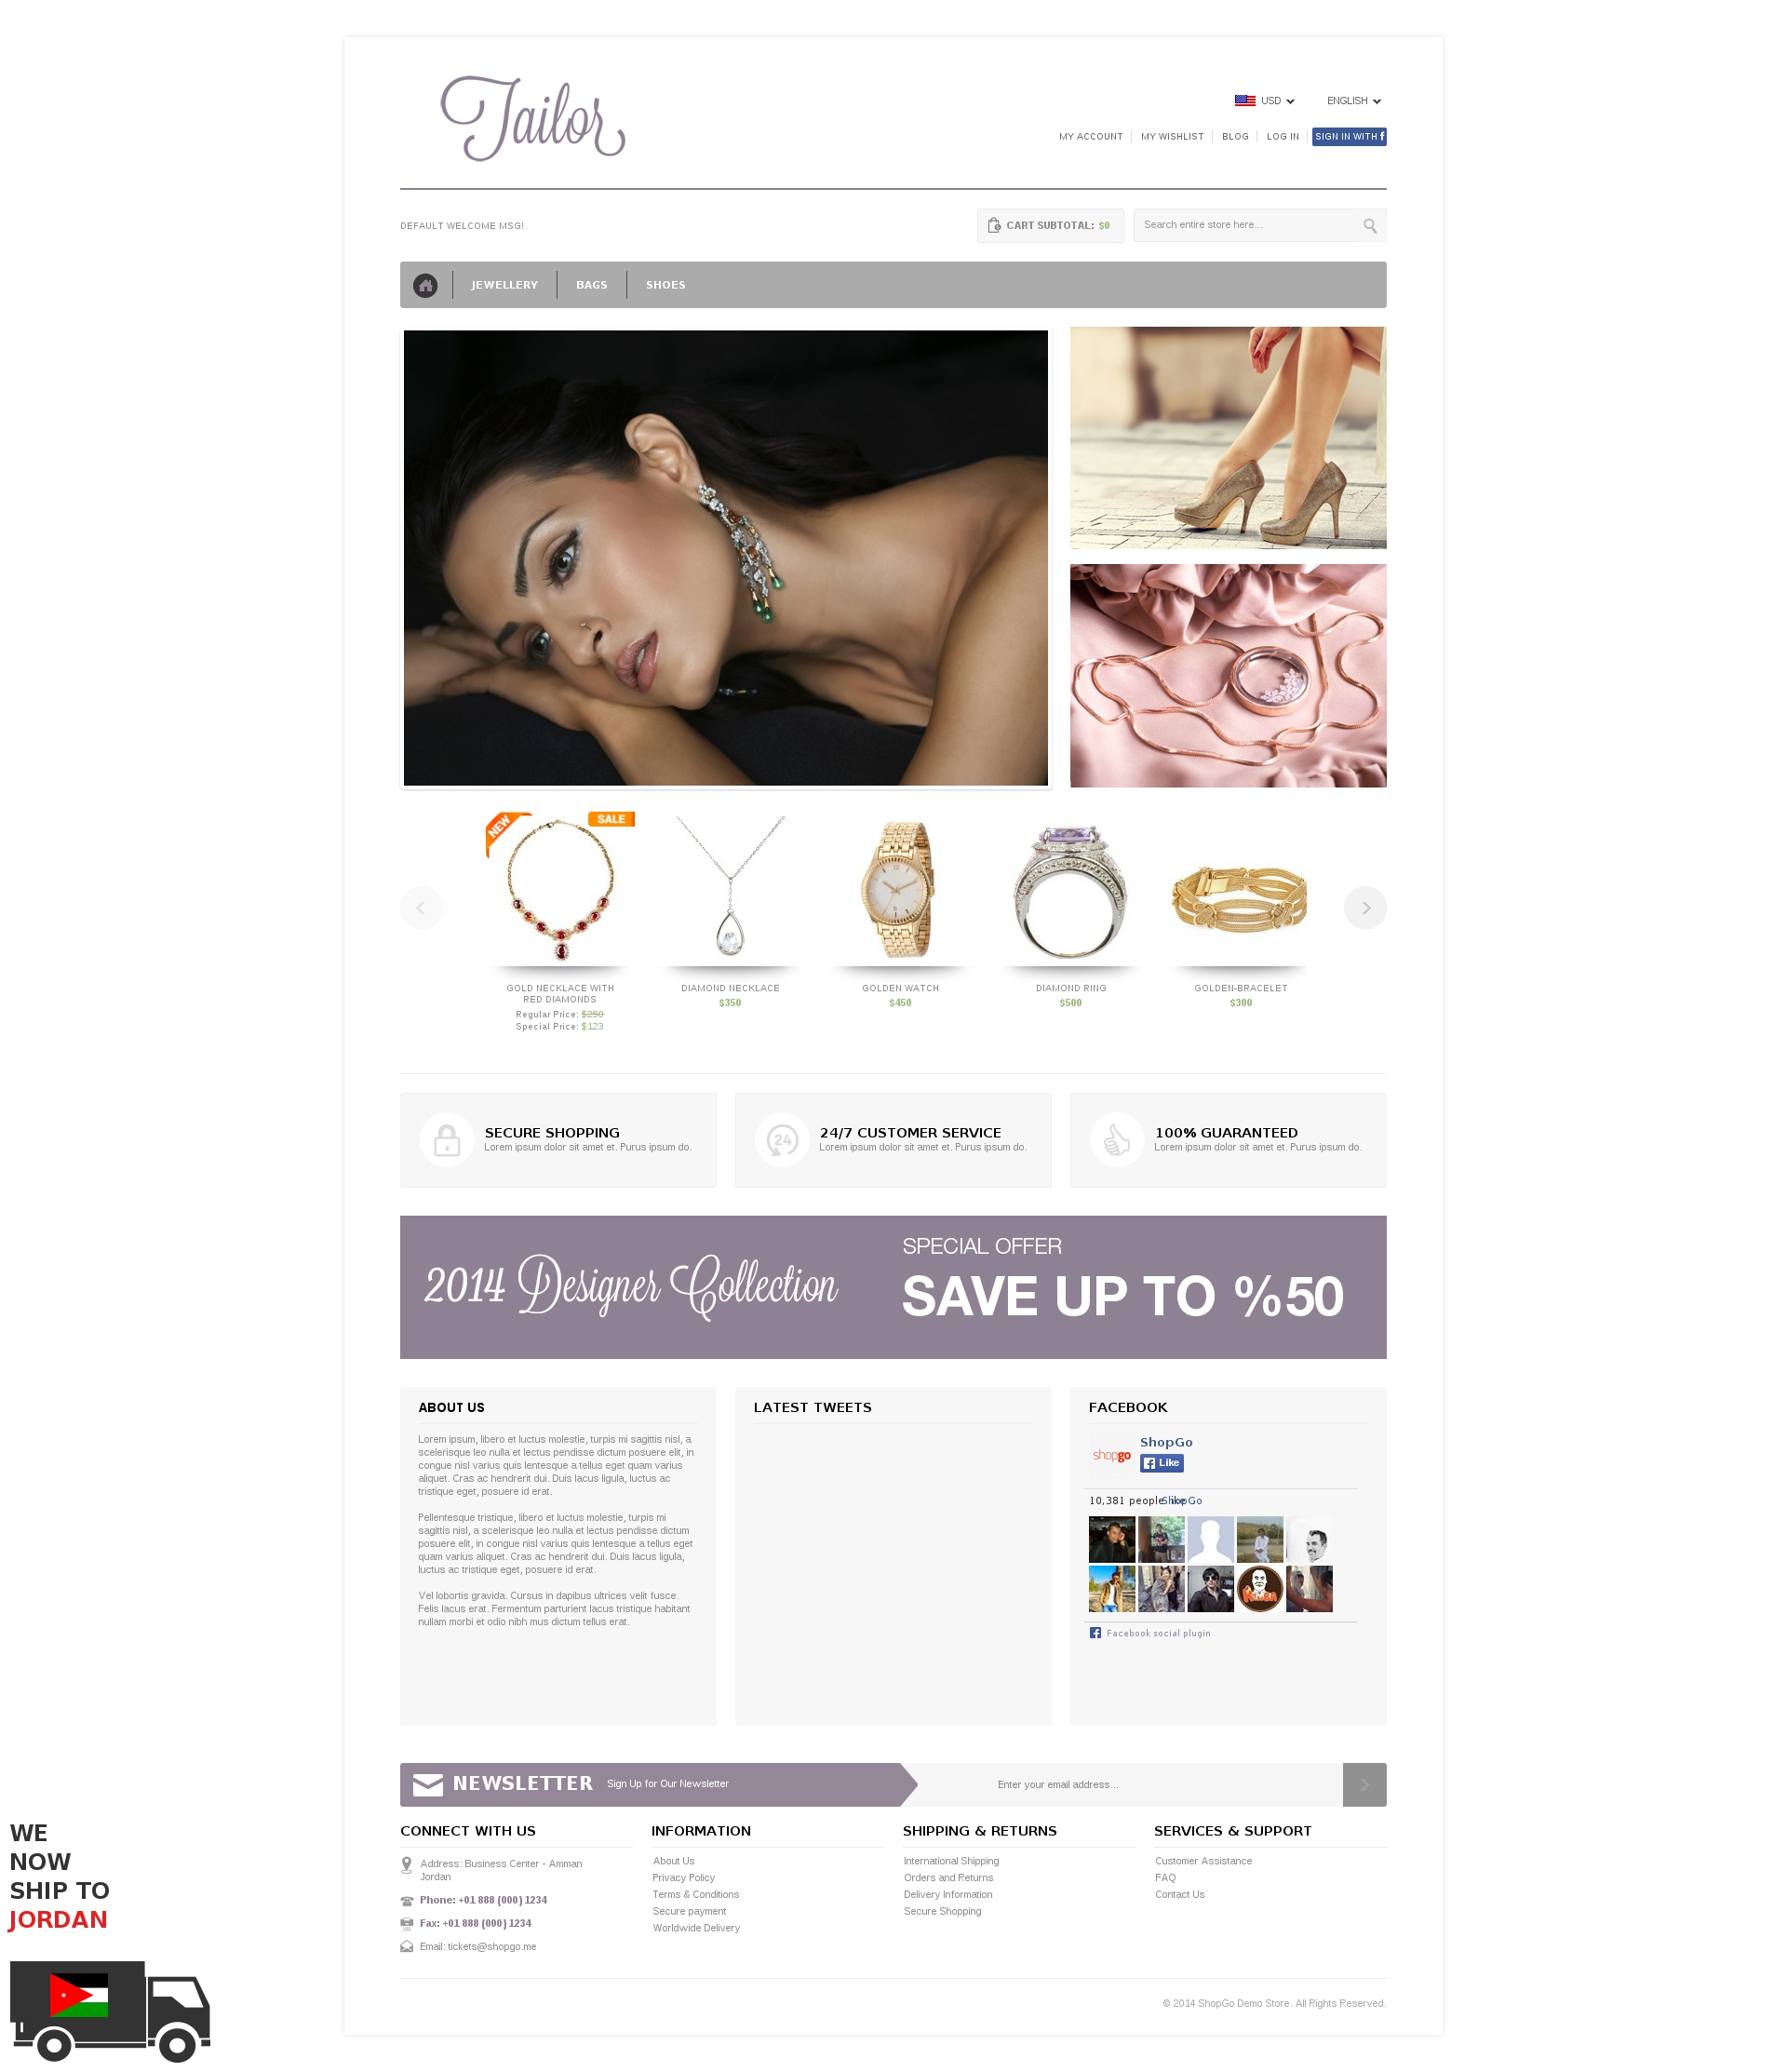 Tailor
USD
ENGLISH
MY ACCOUNT
MY WISHLIST
BLOG
LOG IN
SIGN IN WITH f
DEFAULT WELCOME MSG!
CART SUBTOTAL: $0
Search entire store here...
JEWELLERY
BAGS
SHOES
NEW
SALE
GOLD NECKLACE WITH
RED DIAMONDS
Regular Price: $250
Special Price: $123
DIAMOND NECKLACE
$350
GOLDEN WATCH
$450
DIAMOND RING
$500
GOLDEN-BRACELET
$300
SECURE SHOPPING
Lorem ipsum dolor sit amet et. Purus ipsum do.
24
24/7 CUSTOMER SERVICE
Lorem ipsum dolor sit amet et. Purus ipsum do.
100% GUARANTEED
Lorem ipsum dolor sit amet et. Purus ipsum do.
2014 Designer Collection
SPECIAL OFFER
SAVE UP TO %50
ABOUT US
Lorem ipsum, libero et luctus molestie, turpis mi sagittis nisl, a
scelerisque leo nulla et lectus pendisse dictum posuere elit, in
congue nisl varius quis lentesque a tellus eget quam varius
aliquet. Cras ac hendrerit dui. Duis lacus ligula, luctus ac
tristique eget, posuere id erat.
Pellentesque tristique, libero et luctus molestie, turpis mi
sagittis nisl, a scelerisque leo nulla et lectus pendisse dictum
posuere elit, in congue nisl varius quis lentesque a tellus eget
quam varius aliquet. Cras ac hendrerit dui. Duis lacus ligula,
luctus ac tristique eget, posuere id erat.
Vel lobortis gravida. Cursus in dapibus ultrices velit fusce.
Felis lacus erat. Fermentum parturient lacus tristique habitant
nullam morbi et odio nibh mus dictum tellus erat.
LATEST TWEETS
FACEBOOK
shopgo
ShopGo
Like
10,381 people like ShopGo
Facebook social plugin
NEWSLETTER
Sign Up for Our Newsletter
Enter your email address...
CONNECT WITH US
Address: Business Center - Amman
Jordan
Phone: +01 888 (000) 1234
Fax: +01 888 (000) 1234
Email: tickets@shopgo.me
INFORMATION
About Us
Privacy Policy
Terms & Conditions
Secure payment
Worldwide Delivery
SHIPPING & RETURNS
International Shipping
Orders and Returns
Delivery Information
Secure Shopping
SERVICES & SUPPORT
Customer Assistance
FAQ
Contact Us
© 2014 ShopGo Demo Store. All Rights Reserved.
WE
NOW
SHIP TO
JORDAN